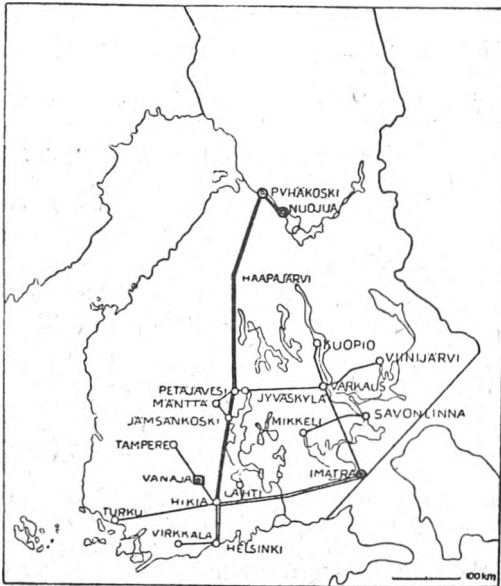 PYHÄKOSKI
NUOJUA
HAAPAJÄRVI
KUOPIO
VIINIJÄRVI
PETÄJÄVESI
JYVÄSKYLÄ
VARKAUS
MÄNTTÄ
JÄMSÄNKOSKI
MIKKELI
SAVONLINNA
TAMPERE
VANAJA
IMATRA
HIKIÄ
LAHTI
TURKU
VIRKKALA
HELSINKI
100 km